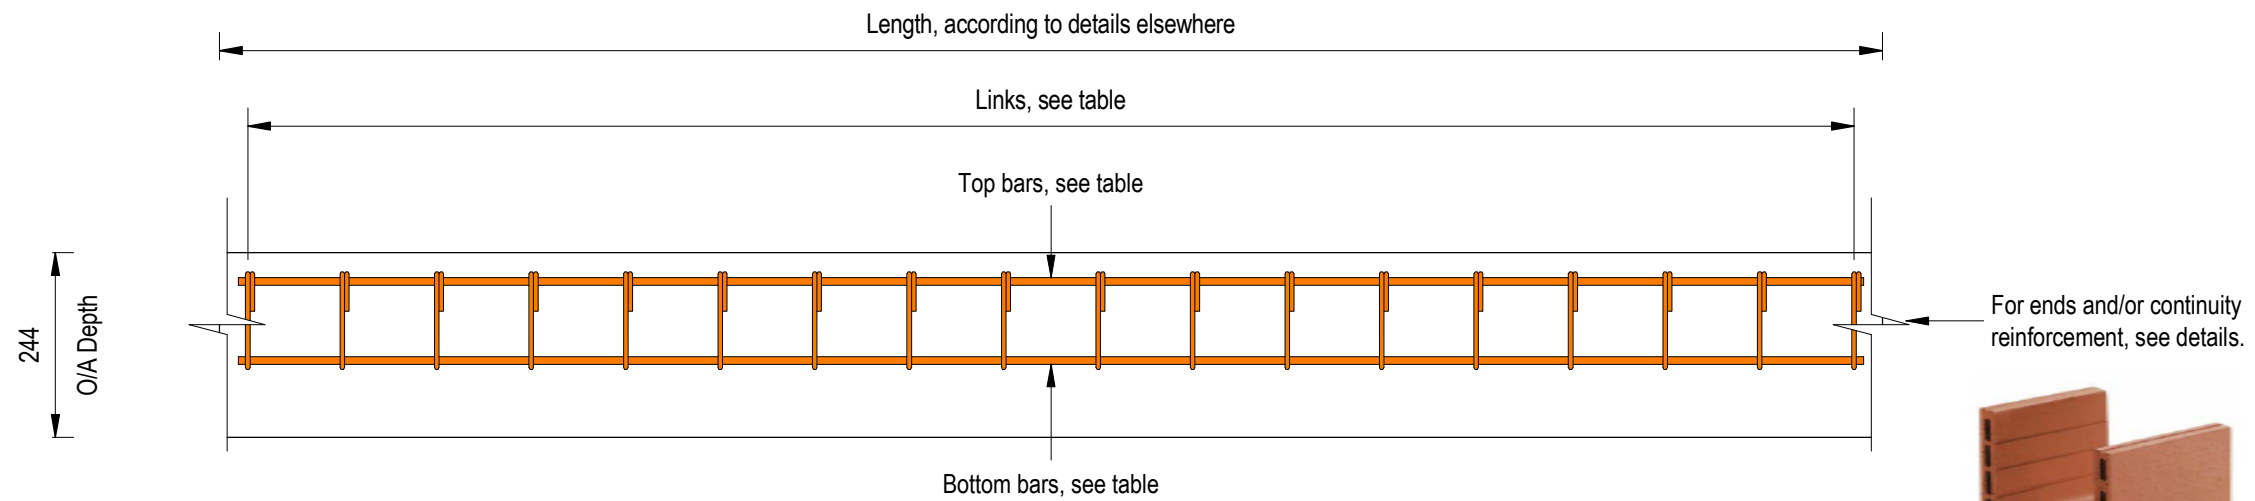 Length, according to details elsewhere
Links, see table
Top bars, see table
244
O/A Depth
For ends and/or continuity
reinforcement, see details.
Bottom bars, see table